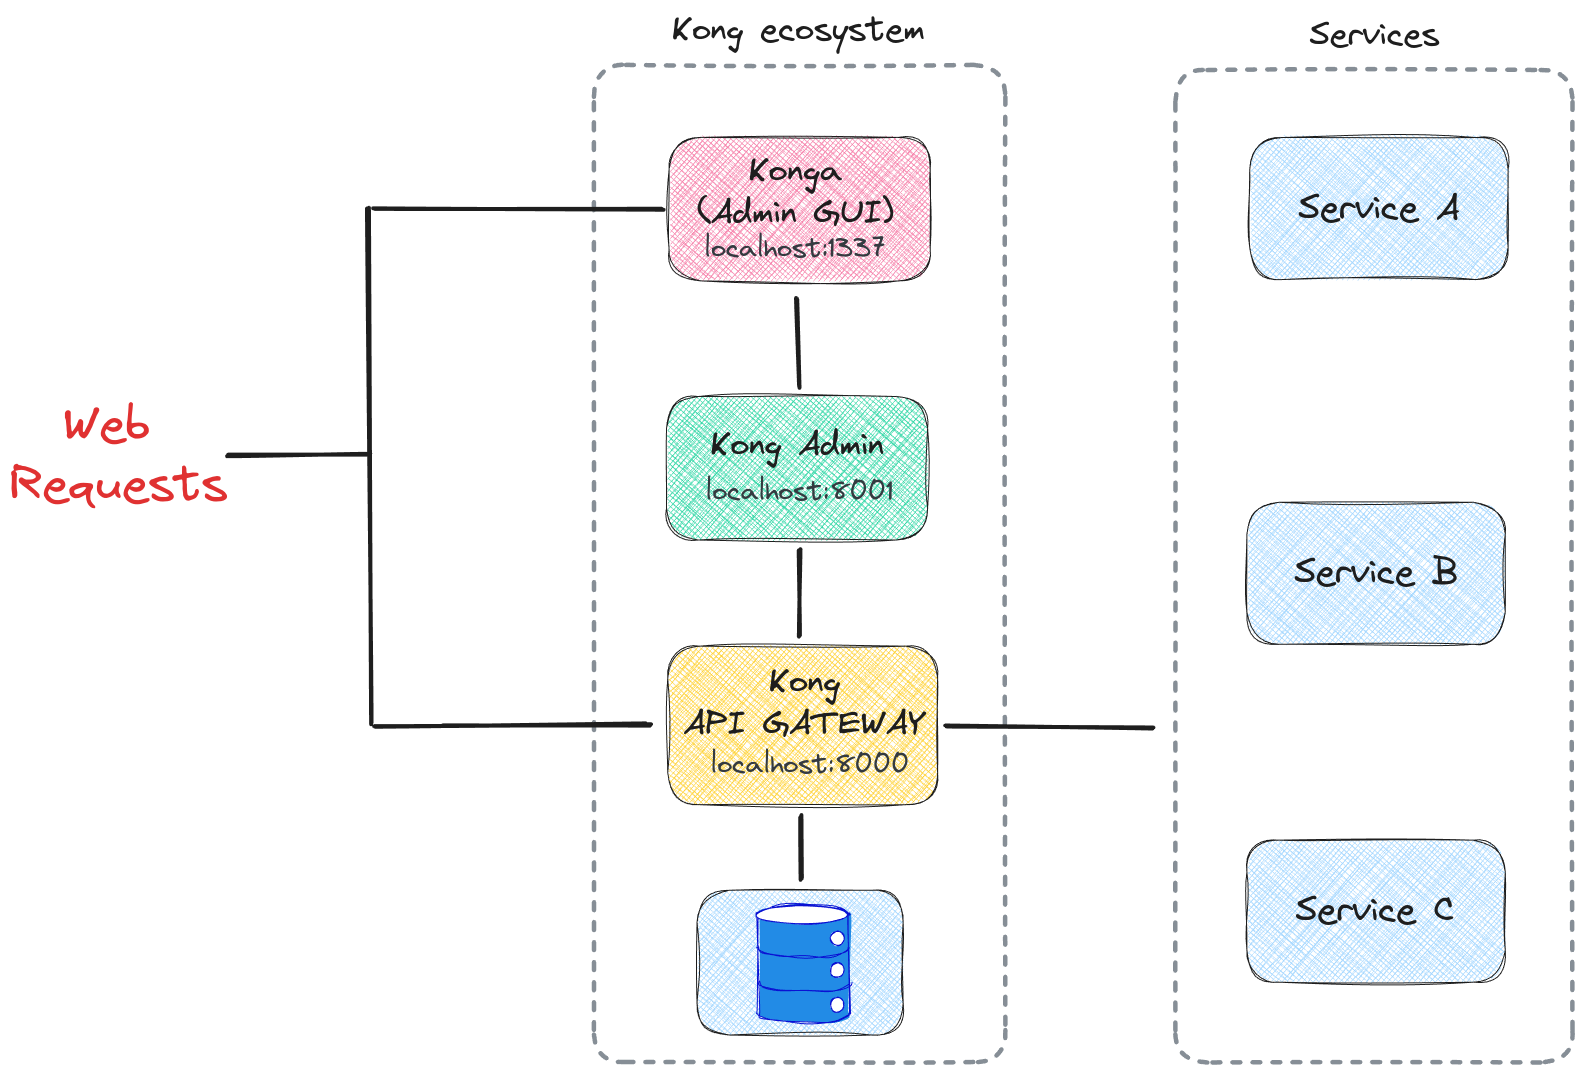 Kong ecosystem
Services
Konga
(Admin GUI)
localhost:1337
Service A
Web
Requests
Kong Admin
localhost:8001
Service B
Kong
API GATEWAY
localhost:8000
Service C